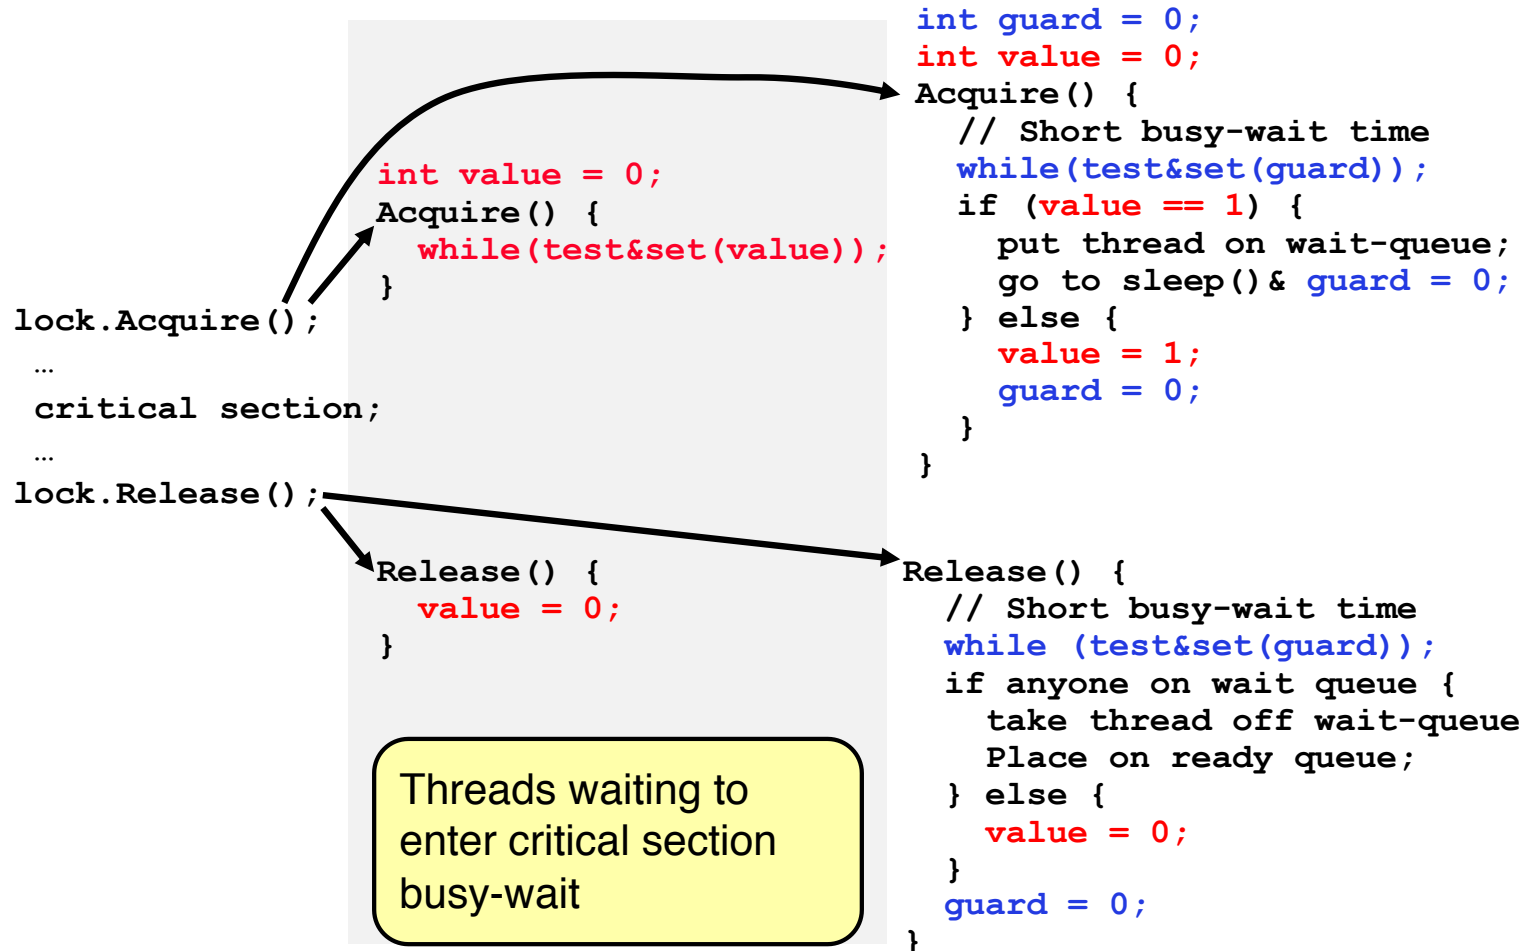 lock.Acquire();
…
critical section;
…
lock.Release();
int value = 0;
Acquire() {
while(test&set(value));
}
Release() {
value = 0;
}
Threads waiting to
enter critical section
busy-wait
int guard = 0;
int value = 0;
Acquire() {
// Short busy-wait time
while(test&set(guard));
if (value == 1) {
put thread on wait-queue;
go to sleep()& guard = 0;
} else {
value = 1;
guard = 0;
}
}
Release() {
// Short busy-wait time
while (test&set(guard));
if anyone on wait queue {
take thread off wait-queue
Place on ready queue;
} else {
value = 0;
}
guard = 0;
}